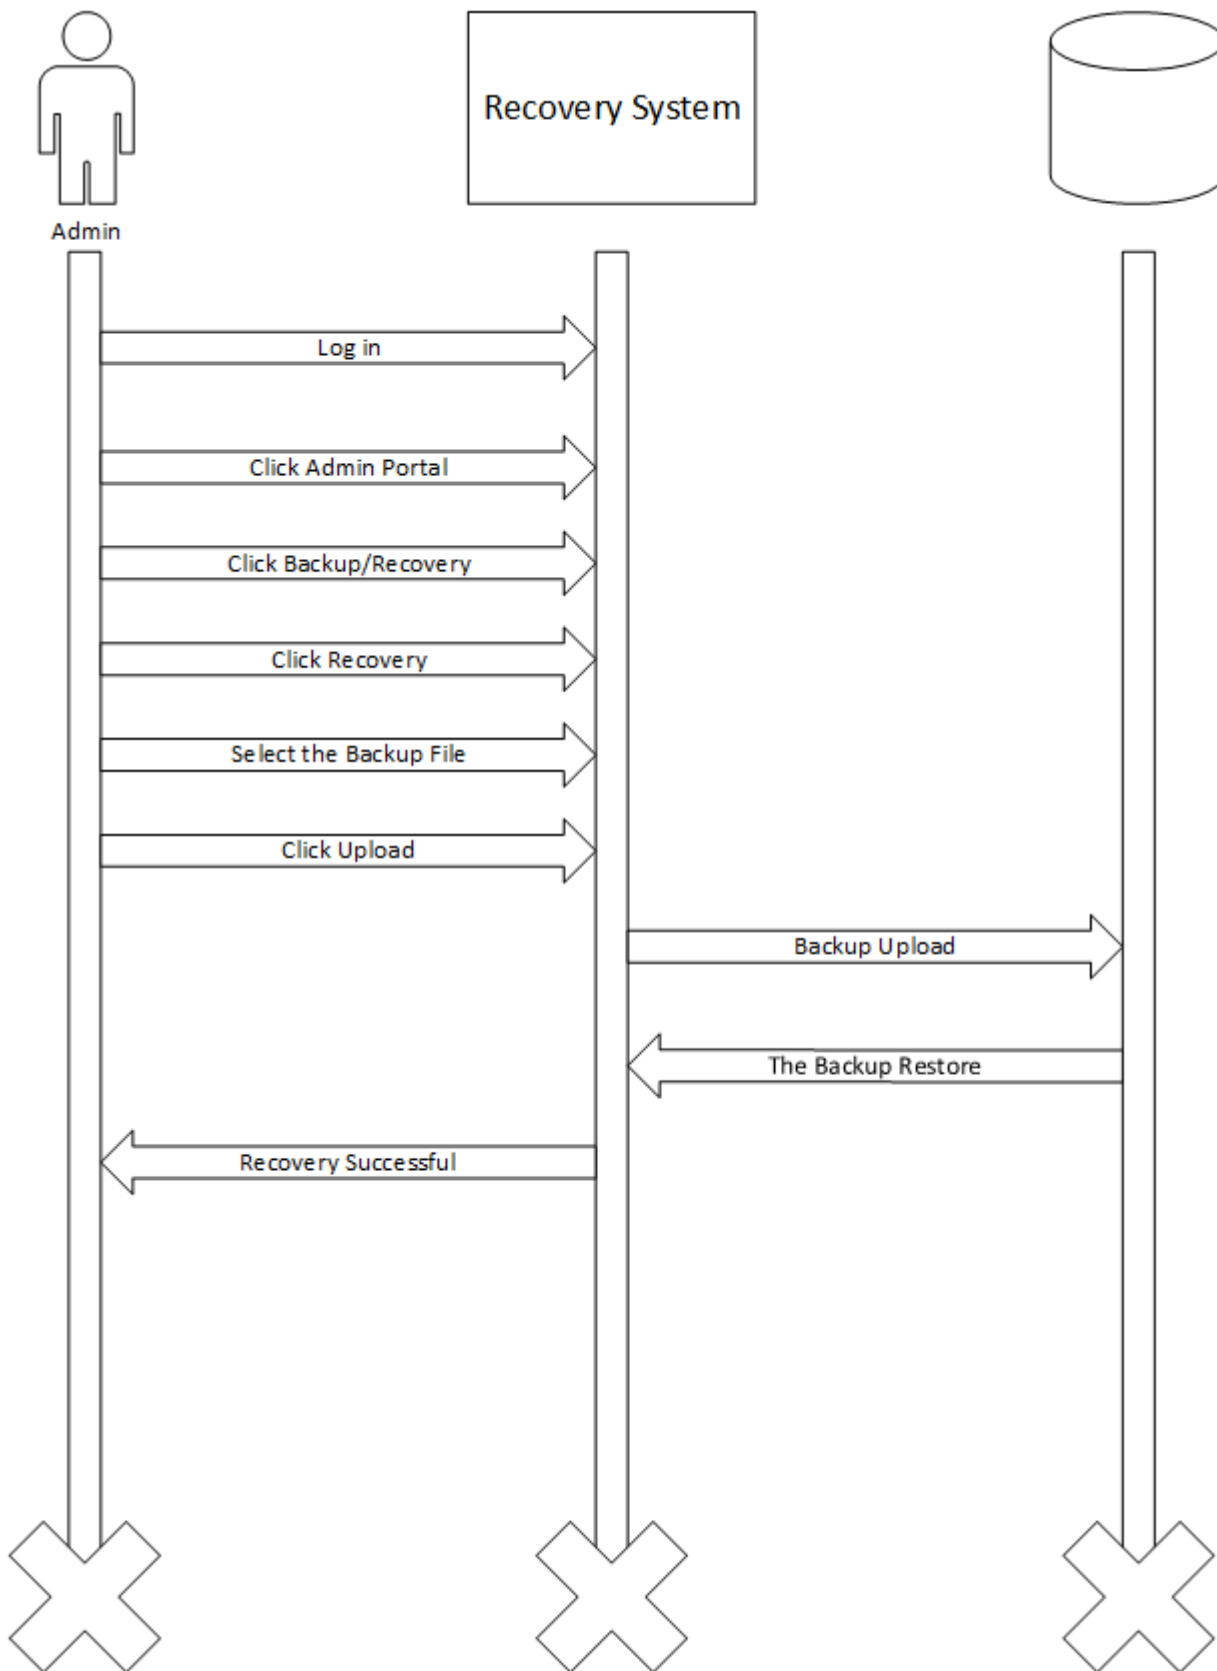 Recovery System
Admin
Log in
Click Admin Portal
Click Backup/Recovery
Click Recovery
Select the Backup File
Click Upload
Backup Upload
The Backup Restore
Recovery Successful